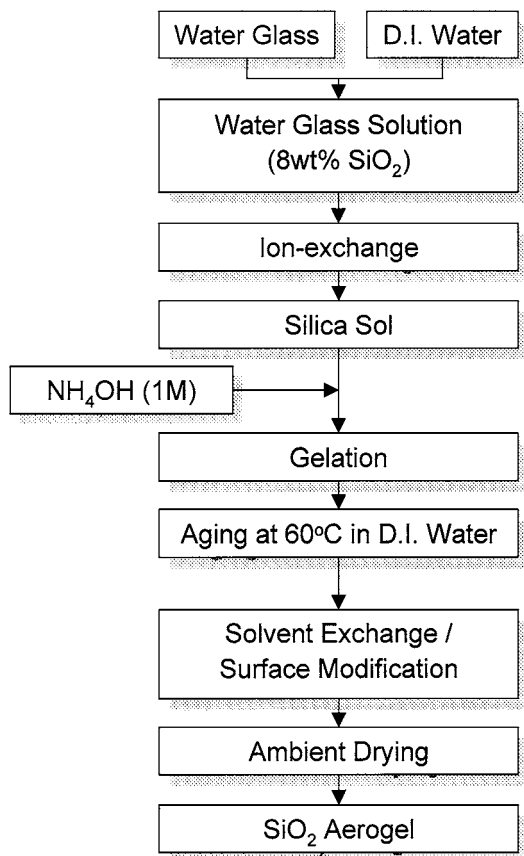 Water Glass
D.I. Water
Water Glass Solution
(8wt% SiO₂)
Ion-exchange
Silica Sol
NH₄OH (1M)
Gelation
Aging at 60ºC in D.I. Water
Solvent Exchange /
Surface Modification
Ambient Drying
SiO₂ Aerogel